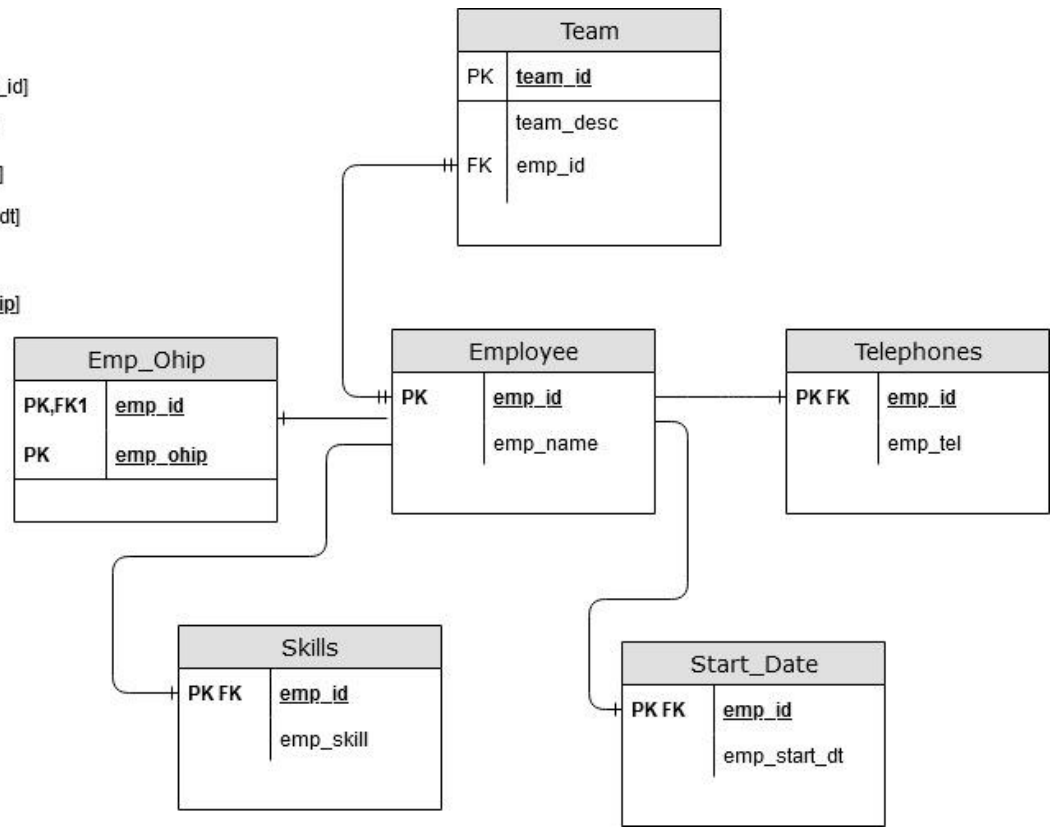 Team
PK team_id
team_desc
FK emp_id
_id]
]
]
dt]
ip]
Emp_Ohip
PK,FK1 emp_id
PK emp_ohip
Employee
PK emp_id
emp_name
Telephones
PK FK emp_id
emp_tel
Skills
PK FK emp_id
emp_skill
Start_Date
PK FK emp_id
emp_start_dt